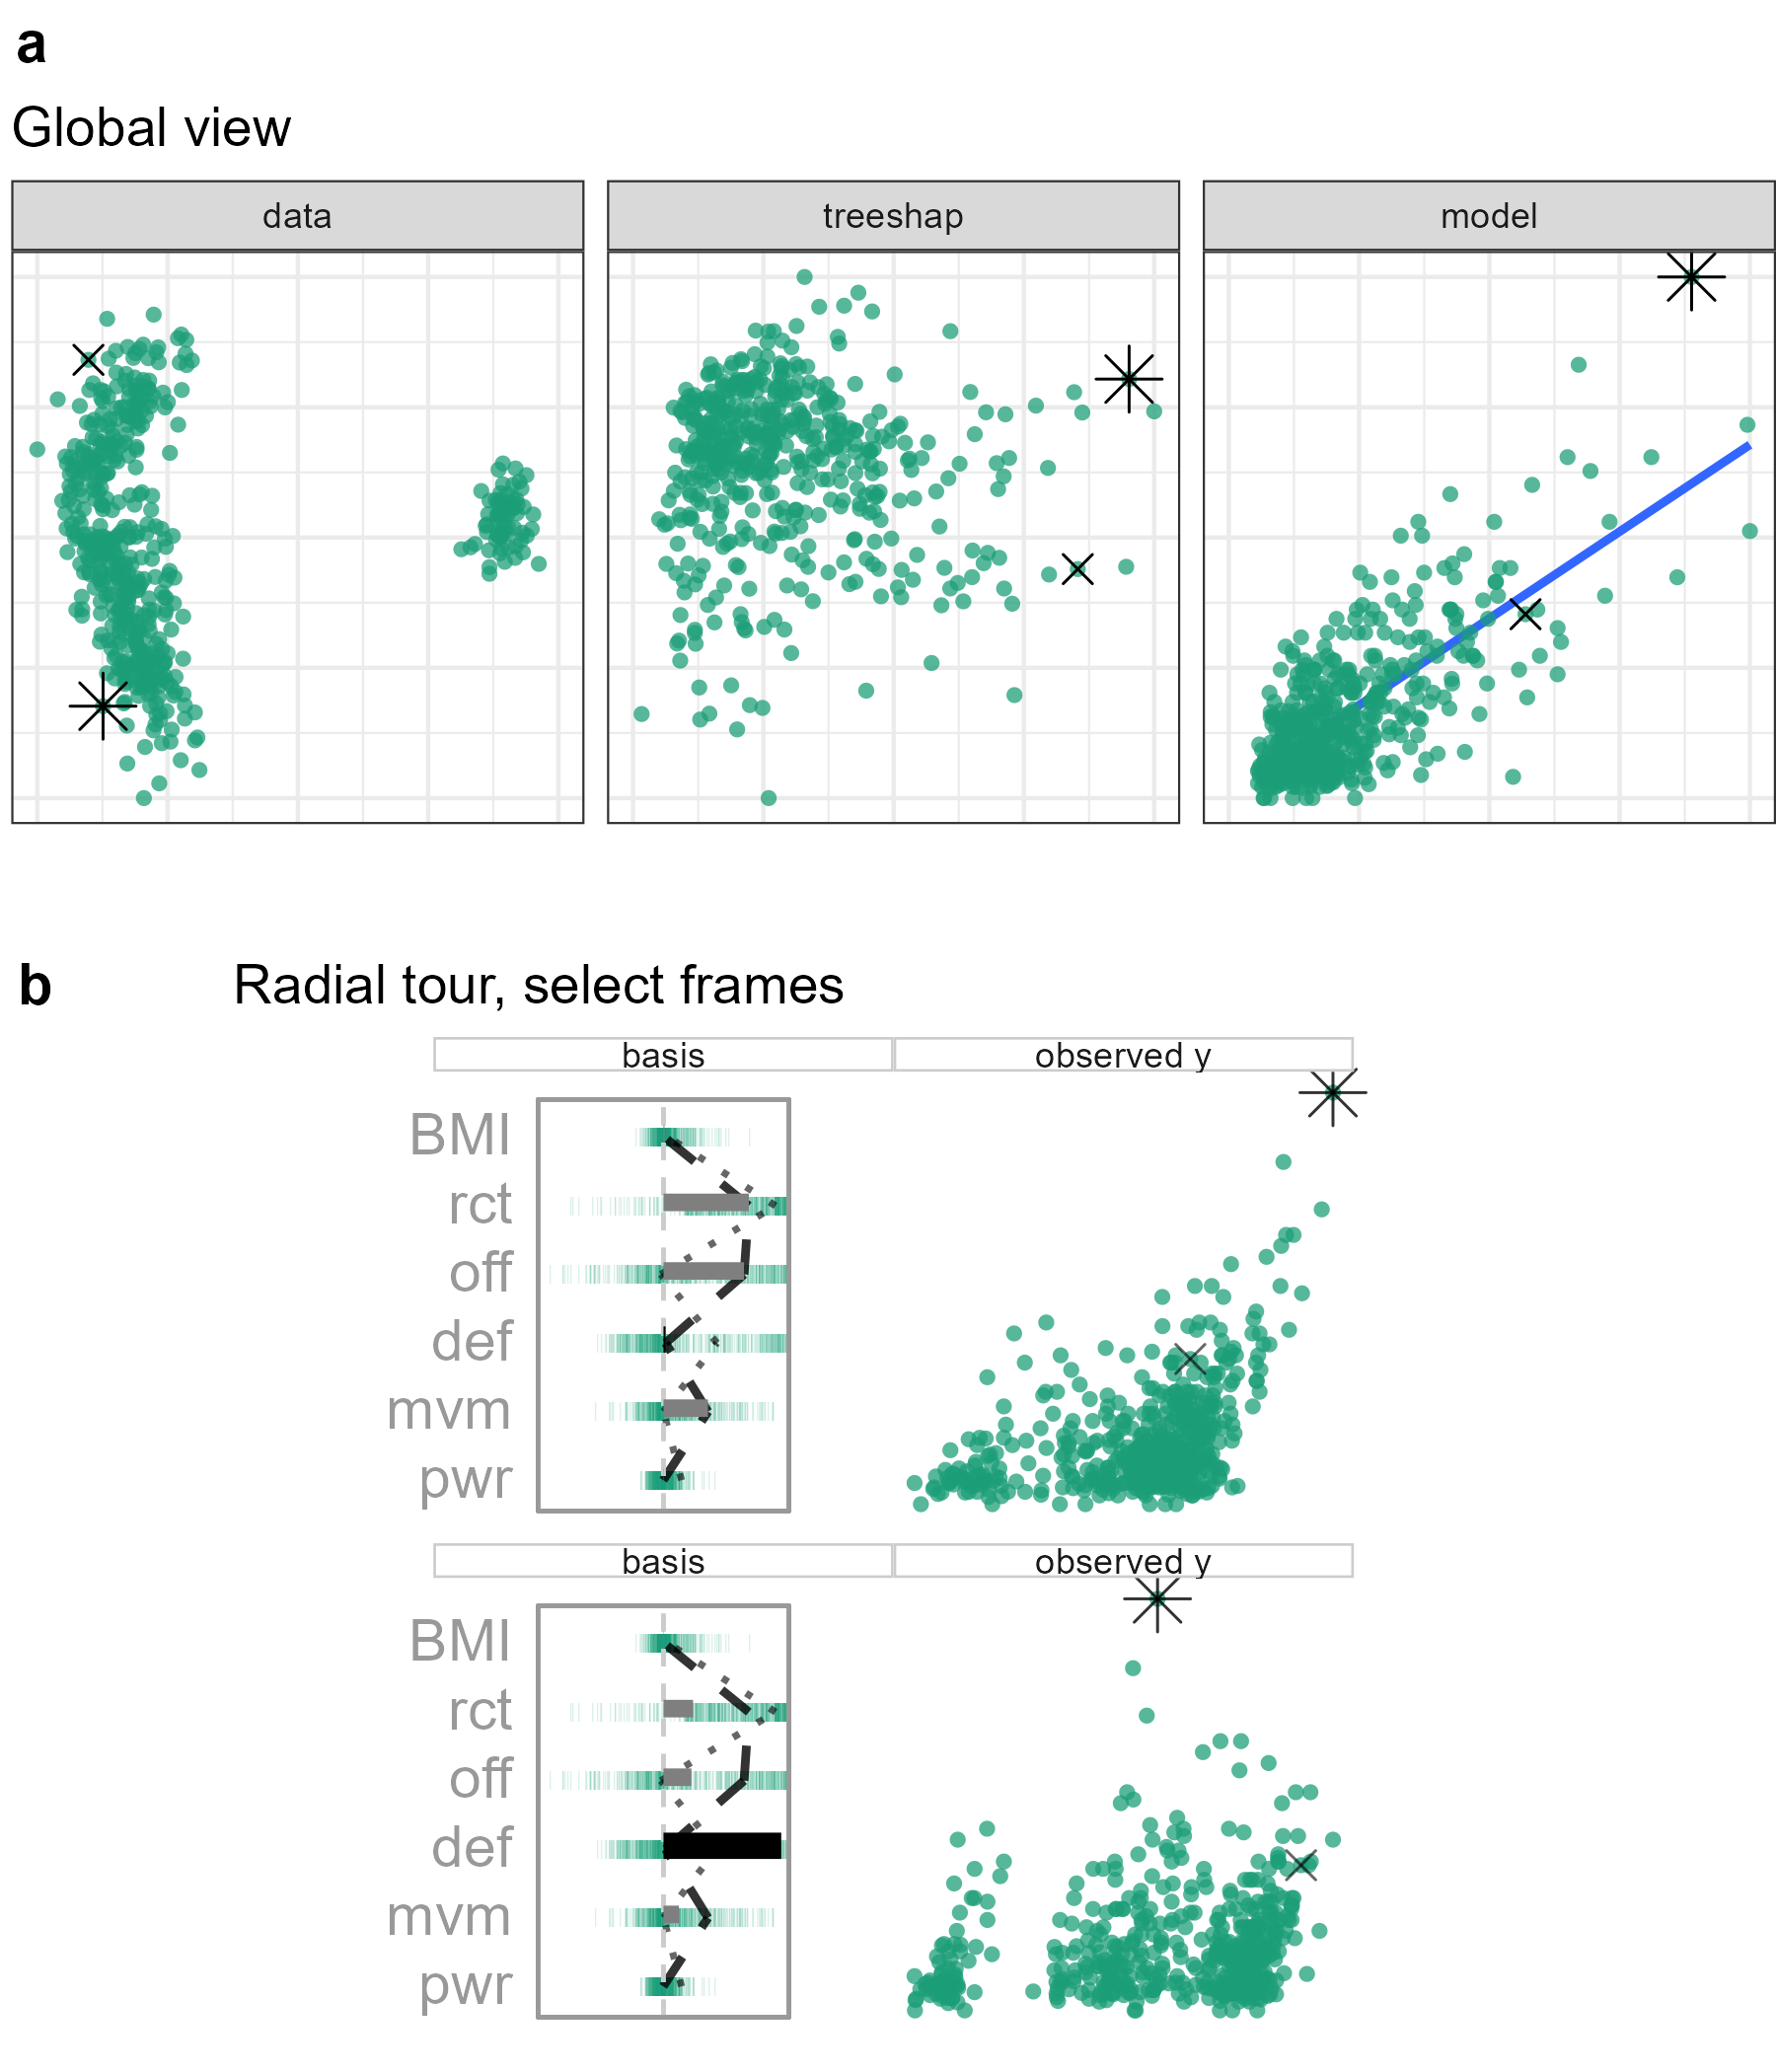 a
Global view
data treeshap model
b Radial tour, select frames
basis observed y
BMI
rct
off
def
mvm
pwr
basis observed y
BMI
rct
off
def
mvm
pwr